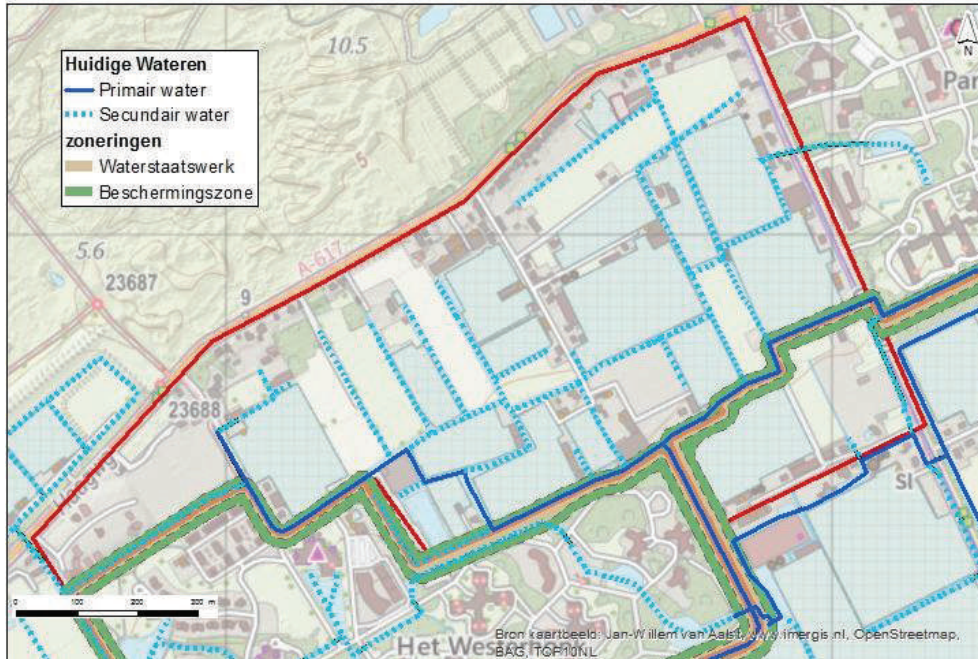 10.5
Huidige Wateren
Primair water
Secundair water
zoneringen
Waterstaatswerk
Beschermingszone
N
Par
5
A-617
5.6
23687
9
23688
SI
0 100 200 300 m
Het Western
Bron kaartbeeld: Jan-Willem van Aalst, www.imergis.nl, OpenStreetmap,
BAG, TOP10NL